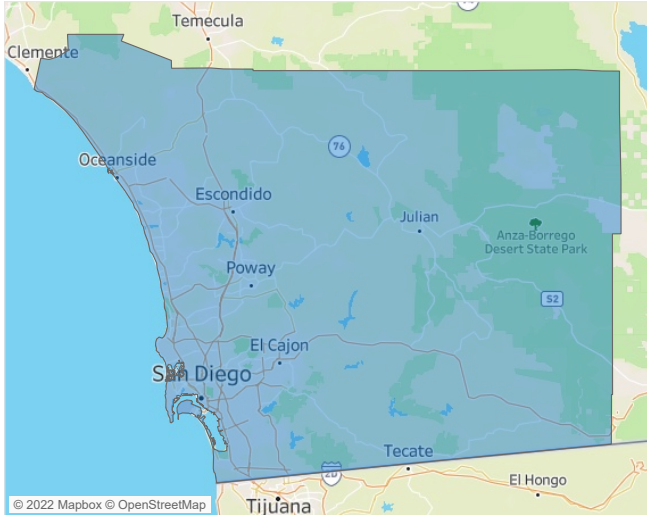 Temecula
Clemente
76
Oceanside
Escondido
Julian
Anza-Borrego
Desert State Park
Poway
S2
El Cajon
San Diego
Tecate
2D
El Hongo
Tijuana
© 2022 Mapbox © OpenStreetMap